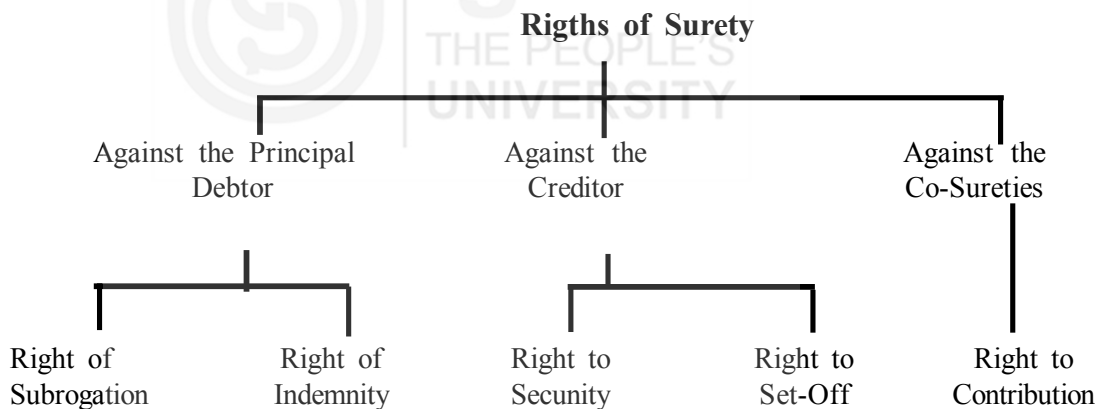 Rigths of Surety
THE PEOPLE'S
UNIVERSITY
Against the Principal
Debtor
Against the
Creditor
Against the
Co-Sureties
Right of
Subrogation
Right of
Indemnity
Right to
Security
Right to
Set-Off
Right to
Contribution